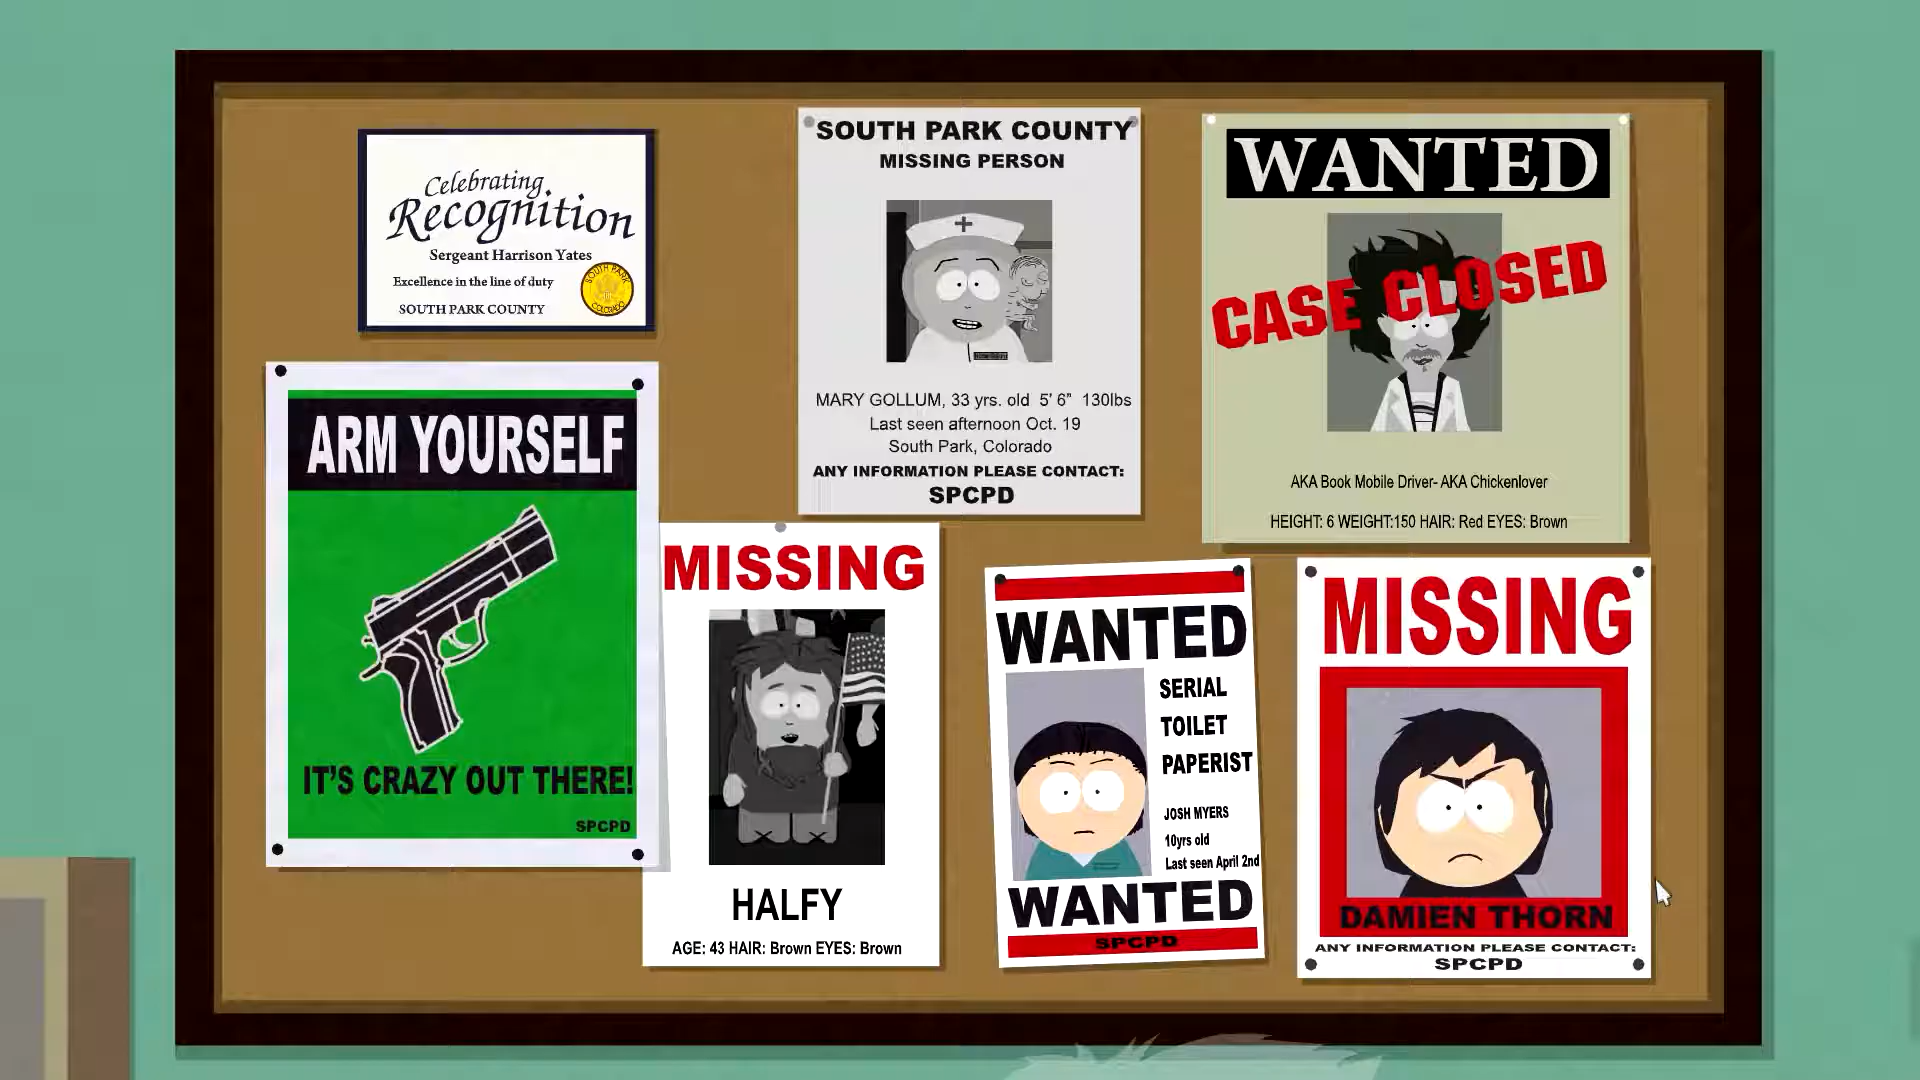 Celebrating
Recognition
Sergeant Harrison Yates
Excellence in the line of duty
SOUTH PARK COUNTY
SOUTH PARK
COLORADO
SOUTH PARK COUNTY
MISSING PERSON
MARY GOLLUM, 33 yrs. old 5' 6" 130lbs
Last seen afternoon Oct. 19
South Park, Colorado
ANY INFORMATION PLEASE CONTACT:
SPCPD
WANTED
CASE CLOSED
AKA Book Mobile Driver- AKA Chickenlover
HEIGHT: 6 WEIGHT:150 HAIR: Red EYES: Brown
ARM YOURSELF
IT'S CRAZY OUT THERE!
SPCPD
MISSING
HALFY
AGE: 43 HAIR: Brown EYES: Brown
WANTED
SERIAL
TOILET
PAPERIST
JOSH MYERS
10yrs old
Last seen April 2nd
WANTED
SPCPD
MISSING
DAMIEN THORN
ANY INFORMATION PLEASE CONTACT:
SPCPD